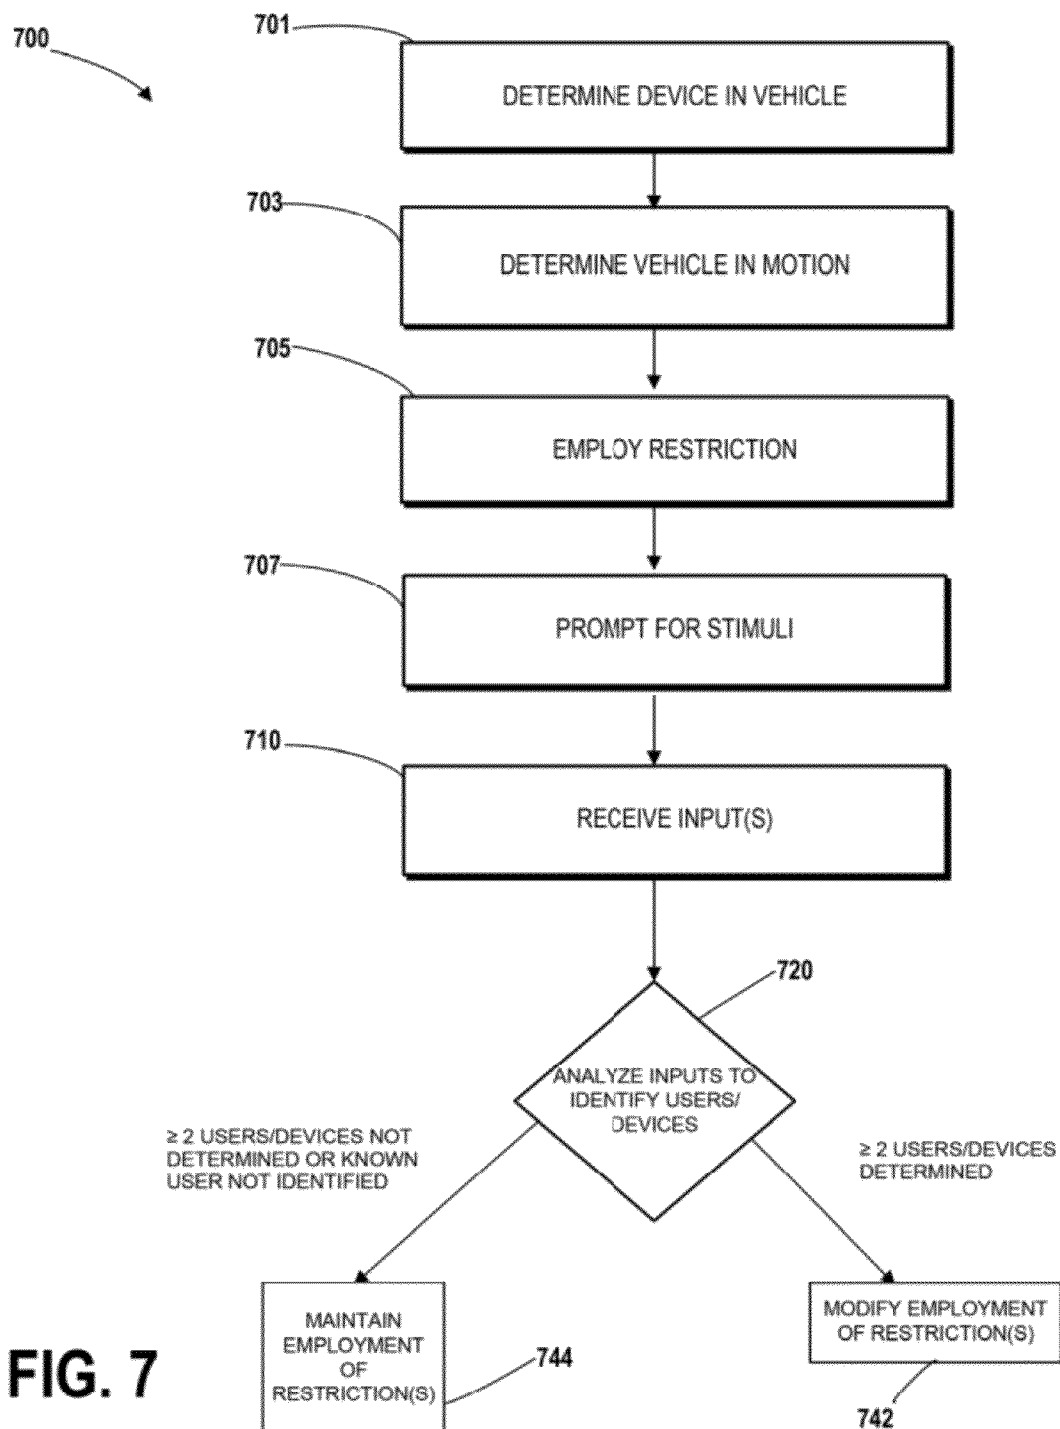 700
701
DETERMINE DEVICE IN VEHICLE
703
DETERMINE VEHICLE IN MOTION
705
EMPLOY RESTRICTION
707
PROMPT FOR STIMULI
710
RECEIVE INPUT(S)
720
ANALYZE INPUTS TO
IDENTIFY USERS/
DEVICES
≥ 2 USERS/DEVICES NOT
DETERMINED OR KNOWN
USER NOT IDENTIFIED
≥ 2 USERS/DEVICES
DETERMINED
MAINTAIN
EMPLOYMENT
OF
RESTRICTION(S)
744
MODIFY EMPLOYMENT
OF RESTRICTION(S)
742
FIG. 7